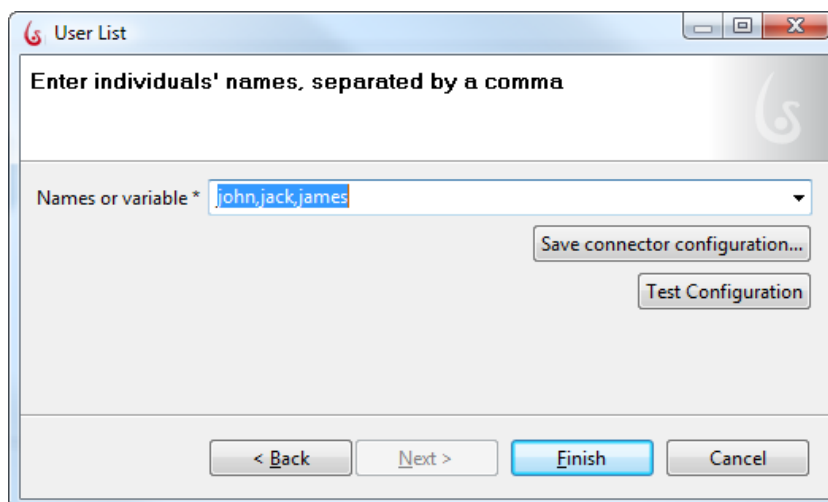 User List
Enter individuals' names, separated by a comma
Names or variable * john,jack,james
Save connector configuration...
Test Configuration
< Back Next > Finish Cancel